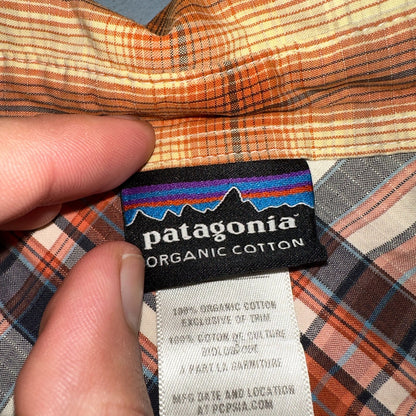 patagonia
ORGANIC COTTON
100% ORGANIC COTTON
EXCLUSIVE OF TRIM
100% COTON DE CULTURE
BIOLOGIQUE
À PART LA GARNITURE
MFG DATE AND LOCATION
AT PCPSIA.COM